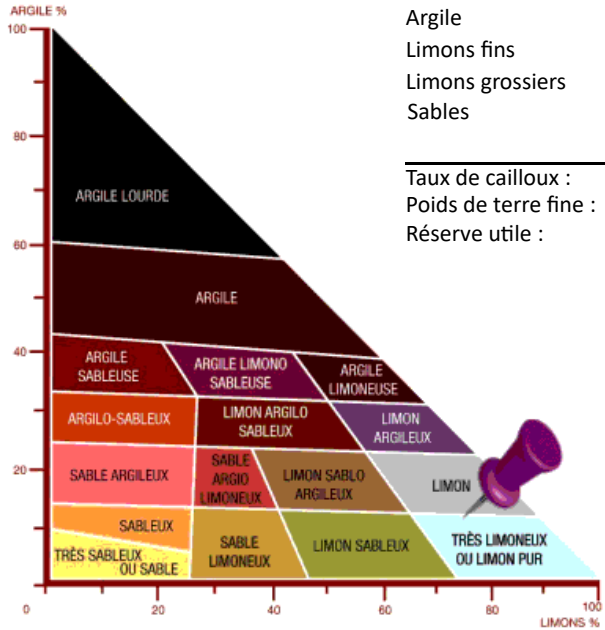 ARGILE %
100
80
60
40
20
0
20
40
60
80
100
LIMONS %
ARGILE LOURDE
ARGILE
ARGILE
SABLEUSE
ARGILE LIMONO
SABLEUSE
ARGILE
LIMONEUSE
ARGILO-SABLEUX
LIMON ARGILO
SABLEUX
LIMON
ARGILEUX
SABLE ARGILEUX
SABLE
ARGIO
LIMONEUX
LIMON SABLO
ARGILEUX
LIMON
SABLEUX
TRÈS SABLEUX
OU SABLE
SABLE
LIMONEUX
LIMON SABLEUX
TRÈS LIMONEUX
OU LIMON PUR
Argile
Limons fins
Limons grossiers
Sables
Taux de cailloux :
Poids de terre fine :
Réserve utile :